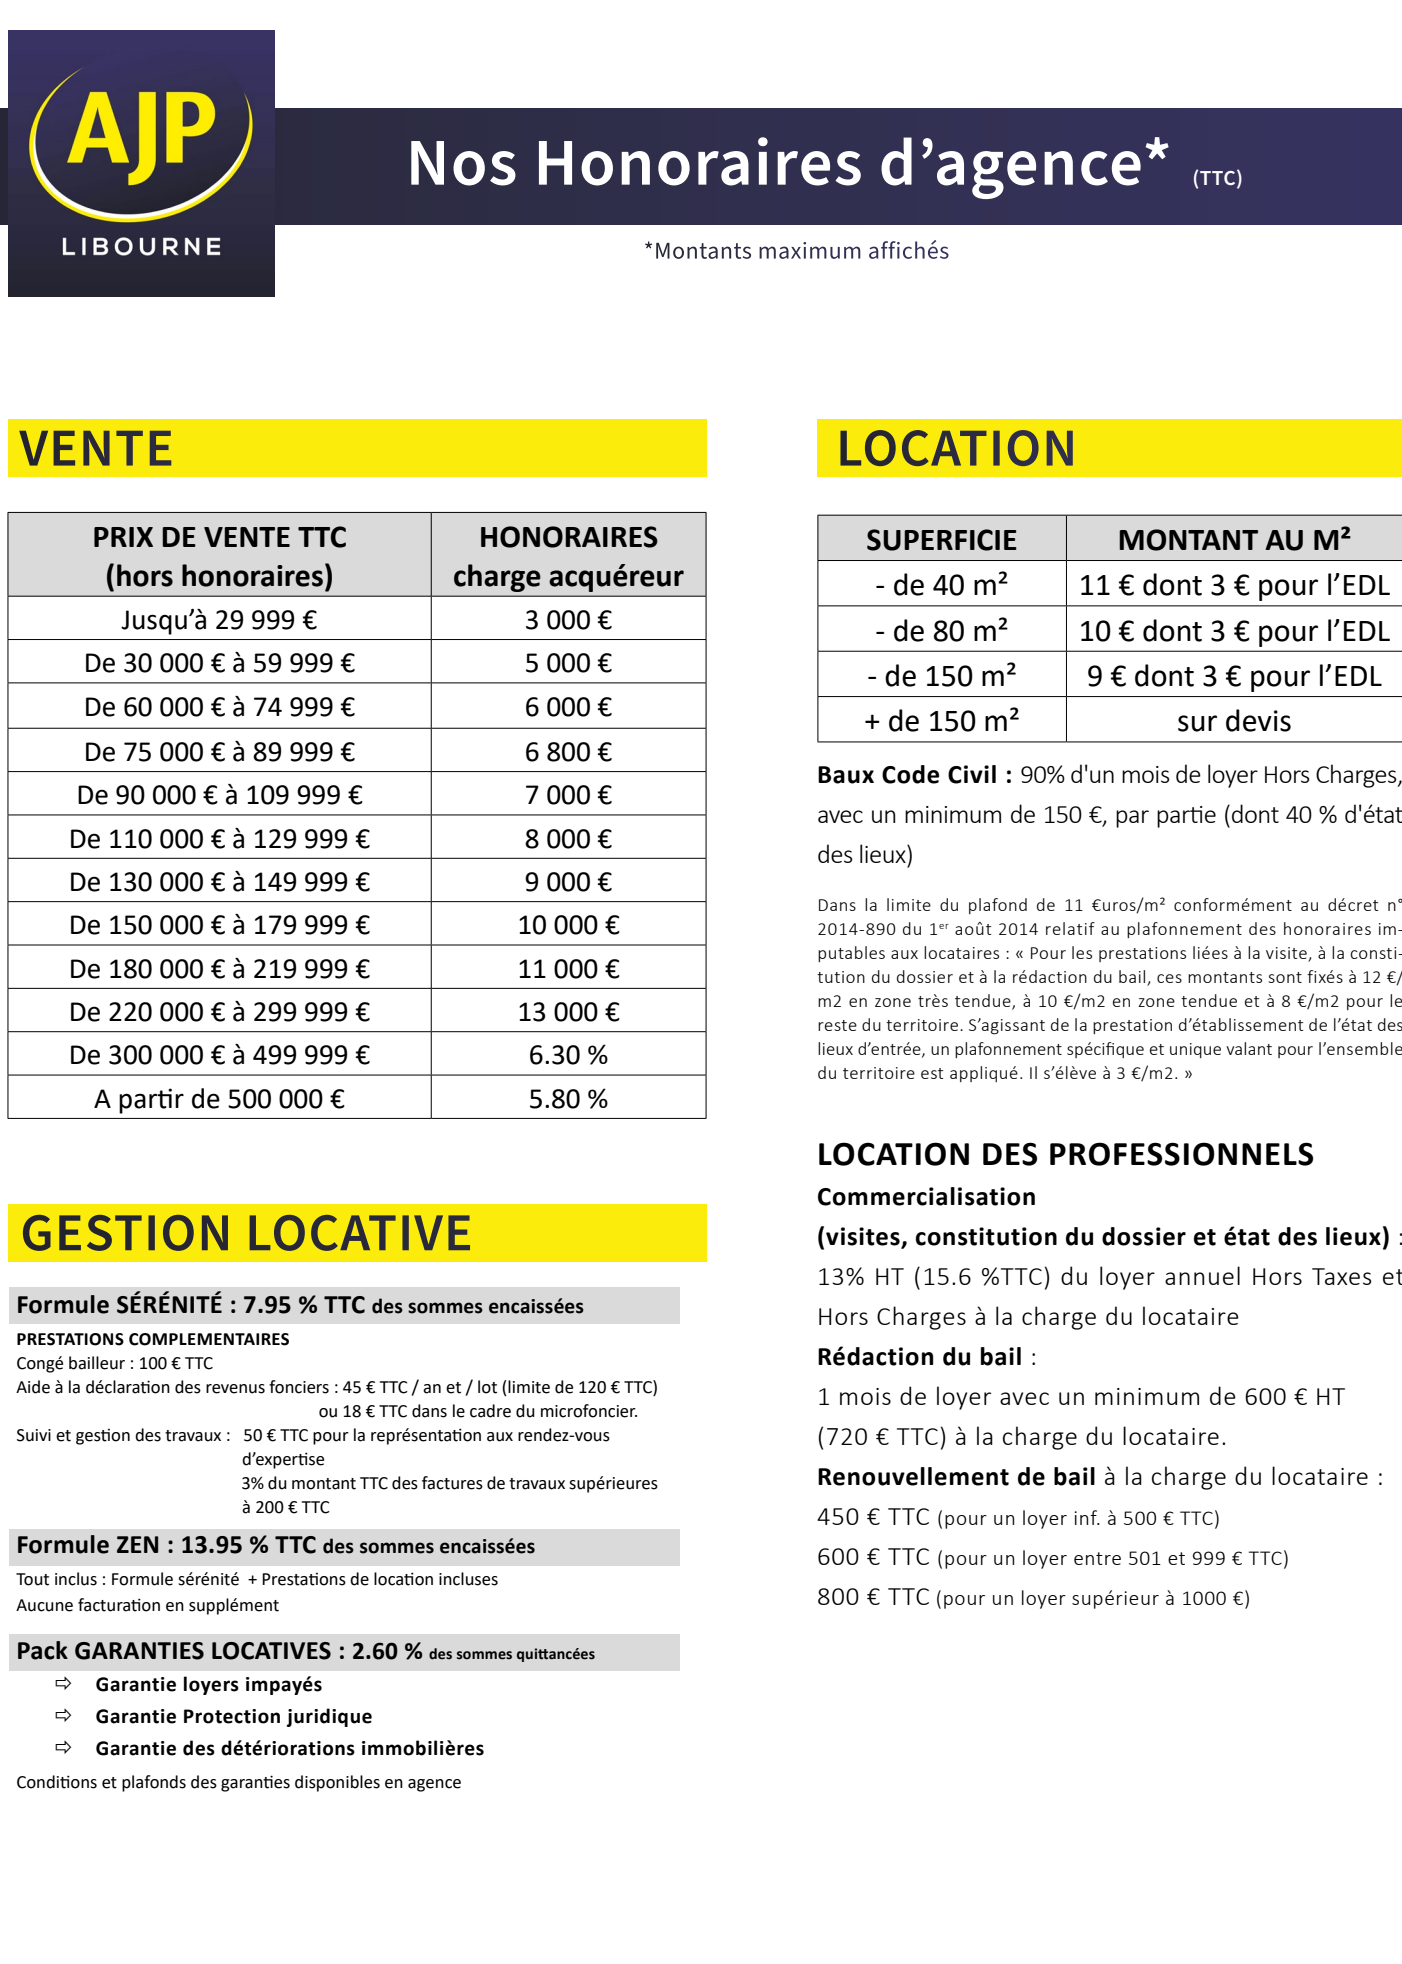 AJP
LIBOURNE
Nos Honoraires d’agence* (TTC)
*Montants maximum affichés
VENTE
PRIX DE VENTE TTC HONORAIRES
(hors honoraires) charge acquéreur
Jusqu’à 29 999 € 3 000 €
De 30 000 € à 59 999 € 5 000 €
De 60 000 € à 74 999 € 6 000 €
De 75 000 € à 89 999 € 6 800 €
De 90 000 € à 109 999 € 7 000 €
De 110 000 € à 129 999 € 8 000 €
De 130 000 € à 149 999 € 9 000 €
De 150 000 € à 179 999 € 10 000 €
De 180 000 € à 219 999 € 11 000 €
De 220 000 € à 299 999 € 13 000 €
De 300 000 € à 499 999 € 6.30 %
A partir de 500 000 € 5.80 %
GESTION LOCATIVE
Formule SÉRÉNITÉ : 7.95 % TTC des sommes encaissées
PRESTATIONS COMPLEMENTAIRES
Congé bailleur : 100 € TTC
Aide à la déclaration des revenus fonciers : 45 € TTC / an et / lot (limite de 120 € TTC)
ou 18 € TTC dans le cadre du microfoncier.
Suivi et gestion des travaux : 50 € TTC pour la représentation aux rendez-vous
d’expertise
3% du montant TTC des factures de travaux supérieures
à 200 € TTC
Formule ZEN : 13.95 % TTC des sommes encaissées
Tout inclus : Formule sérénité + Prestations de location incluses
Aucune facturation en supplément
Pack GARANTIES LOCATIVES : 2.60 % des sommes quittancées
⇨ Garantie loyers impayés
⇨ Garantie Protection juridique
⇨ Garantie des détériorations immobilières
Conditions et plafonds des garanties disponibles en agence
LOCATION
SUPERFICIE MONTANT AU M²
- de 40 m² 11 € dont 3 € pour l’EDL
- de 80 m² 10 € dont 3 € pour l’EDL
- de 150 m² 9 € dont 3 € pour l’EDL
+ de 150 m² sur devis
Baux Code Civil : 90% d'un mois de loyer Hors Charges,
avec un minimum de 150 €, par partie (dont 40 % d'état
des lieux)
Dans la limite du plafond de 11 €uros/m² conformément au décret n°
2014-890 du 1er août 2014 relatif au plafonnement des honoraires im-
putables aux locataires : « Pour les prestations liées à la visite, à la consti-
tution du dossier et à la rédaction du bail, ces montants sont fixés à 12 €/
m2 en zone très tendue, à 10 €/m2 en zone tendue et à 8 €/m2 pour le
reste du territoire. S’agissant de la prestation d’établissement de l’état des
lieux d’entrée, un plafonnement spécifique et unique valant pour l’ensemble
du territoire est appliqué. Il s’élève à 3 €/m2. »
LOCATION DES PROFESSIONNELS
Commercialisation
(visites, constitution du dossier et état des lieux) :
13% HT (15.6 %TTC) du loyer annuel Hors Taxes et
Hors Charges à la charge du locataire
Rédaction du bail :
1 mois de loyer avec un minimum de 600 € HT
(720 € TTC) à la charge du locataire.
Renouvellement de bail à la charge du locataire :
450 € TTC (pour un loyer inf. à 500 € TTC)
600 € TTC (pour un loyer entre 501 et 999 € TTC)
800 € TTC (pour un loyer supérieur à 1000 €)